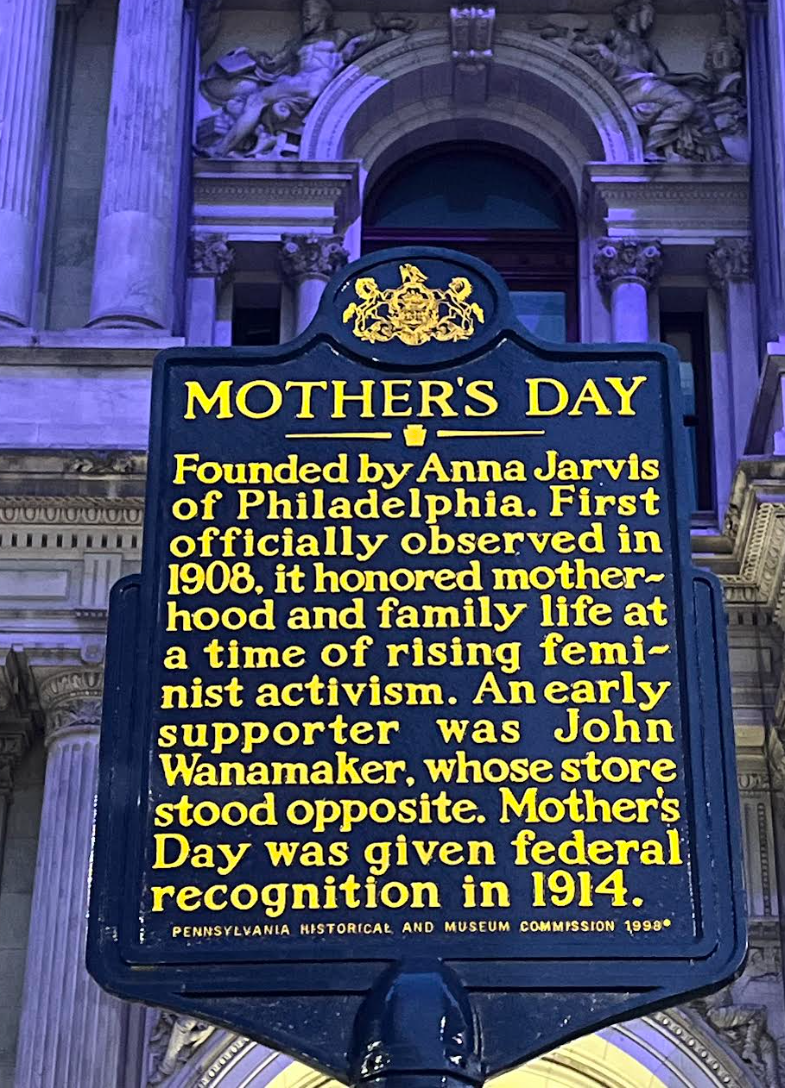 MOTHER'S DAY
Founded by Anna Jarvis
of Philadelphia. First
officially observed in
1908, it honored mother-
hood and family life at
a time of rising femi-
nist activism. An early
supporter was John
Wanamaker, whose store
stood opposite. Mother's
Day was given federal
recognition in 1914.
PENNSYLVANIA HISTORICAL AND MUSEUM COMMISSION 1998